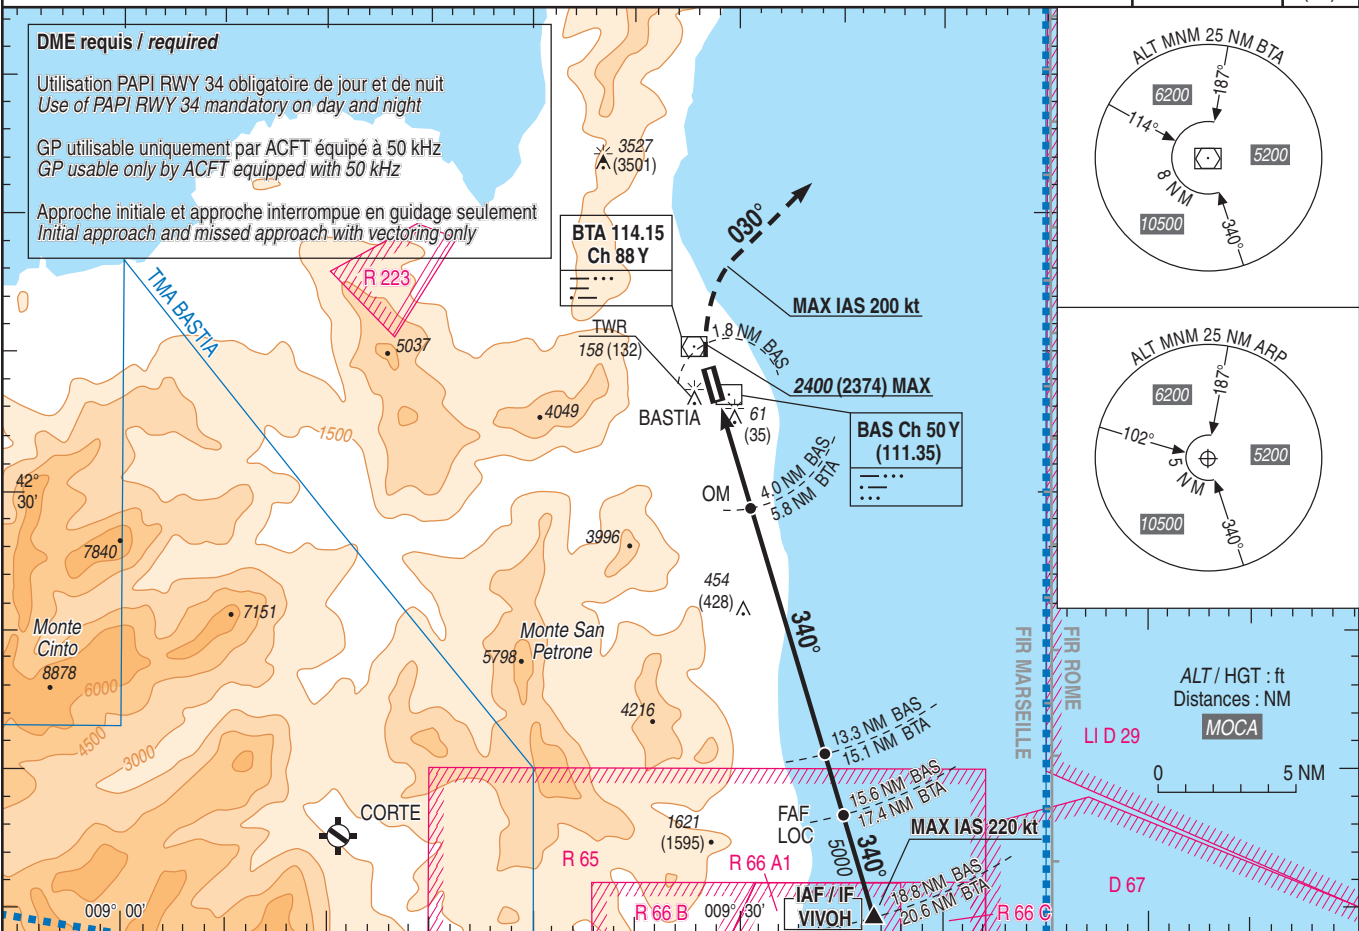 DME requis / required
Utilisation PAPI RWY 34 obligatoire de jour et de nuit
Use of PAPI RWY 34 mandatory on day and night
GP utilisable uniquement par ACFT équipé à 50 kHz
GP usable only by ACFT equipped with 50 kHz
Approche initiale et approche interrompue en guidage seulement
Initial approach and missed approach with vectoring only
3527
(3501)
030°
BTA 114.15
Ch 88 Y
R 223
TMA BASTIA
MAX IAS 200 kt
TWR
158 (132)
1.8 NM BAS
5037
2400 (2374) MAX
4049
BASTIA
61
(35)
BAS Ch 50 Y
(111.35)
1500
42°
30'
4.0 NM BAS
5.8 NM BTA
OM
7840
3996
454
(428)
7151
Monte
Cinto
8878
6000
Monte San
Petrone
5798
340°
4216
4500
3000
13.3 NM BAS
15.1 NM BTA
15.6 NM BAS
17.4 NM BTA
CORTE
FAF
LOC
1621
(1595)
MAX IAS 220 kt
R 65
R 66 A1
5000
340°
18.8 NM BAS
20.6 NM BTA
IAF / IF
VIVOH
R 66 B
R 66 C
009° 00'
009° 30'
FIR MARSEILLE
FIR ROME
ALT MNM 25 NM BTA
187°
6200
114°
5200
8 NM
10500
340°
ALT MNM 25 NM ARP
187°
6200
102°
5200
5 NM
10500
340°
ALT / HGT : ft
Distances : NM
MOCA
LI D 29
0
5 NM
D 67